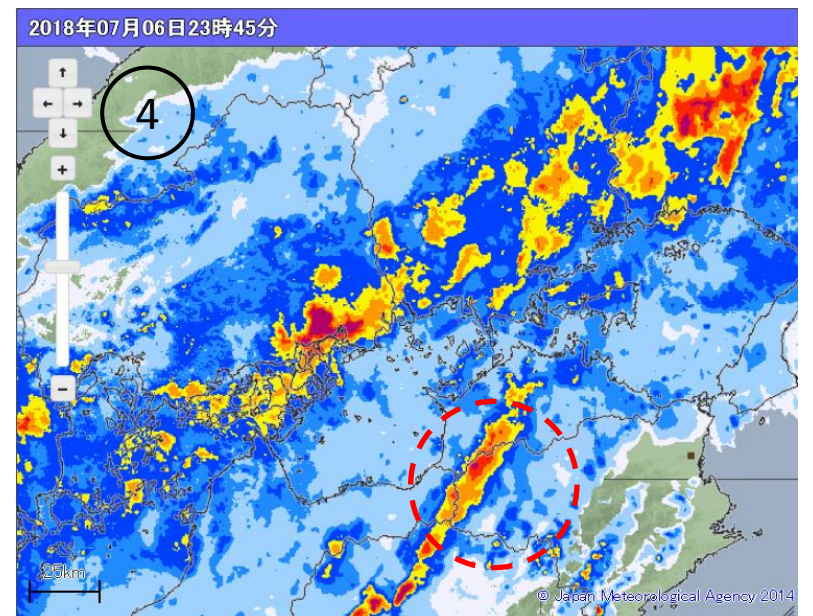 2018年07月06日23時45分
↑
4
← →
↓
+
-
25km
© Japan Meteorological Agency 2014